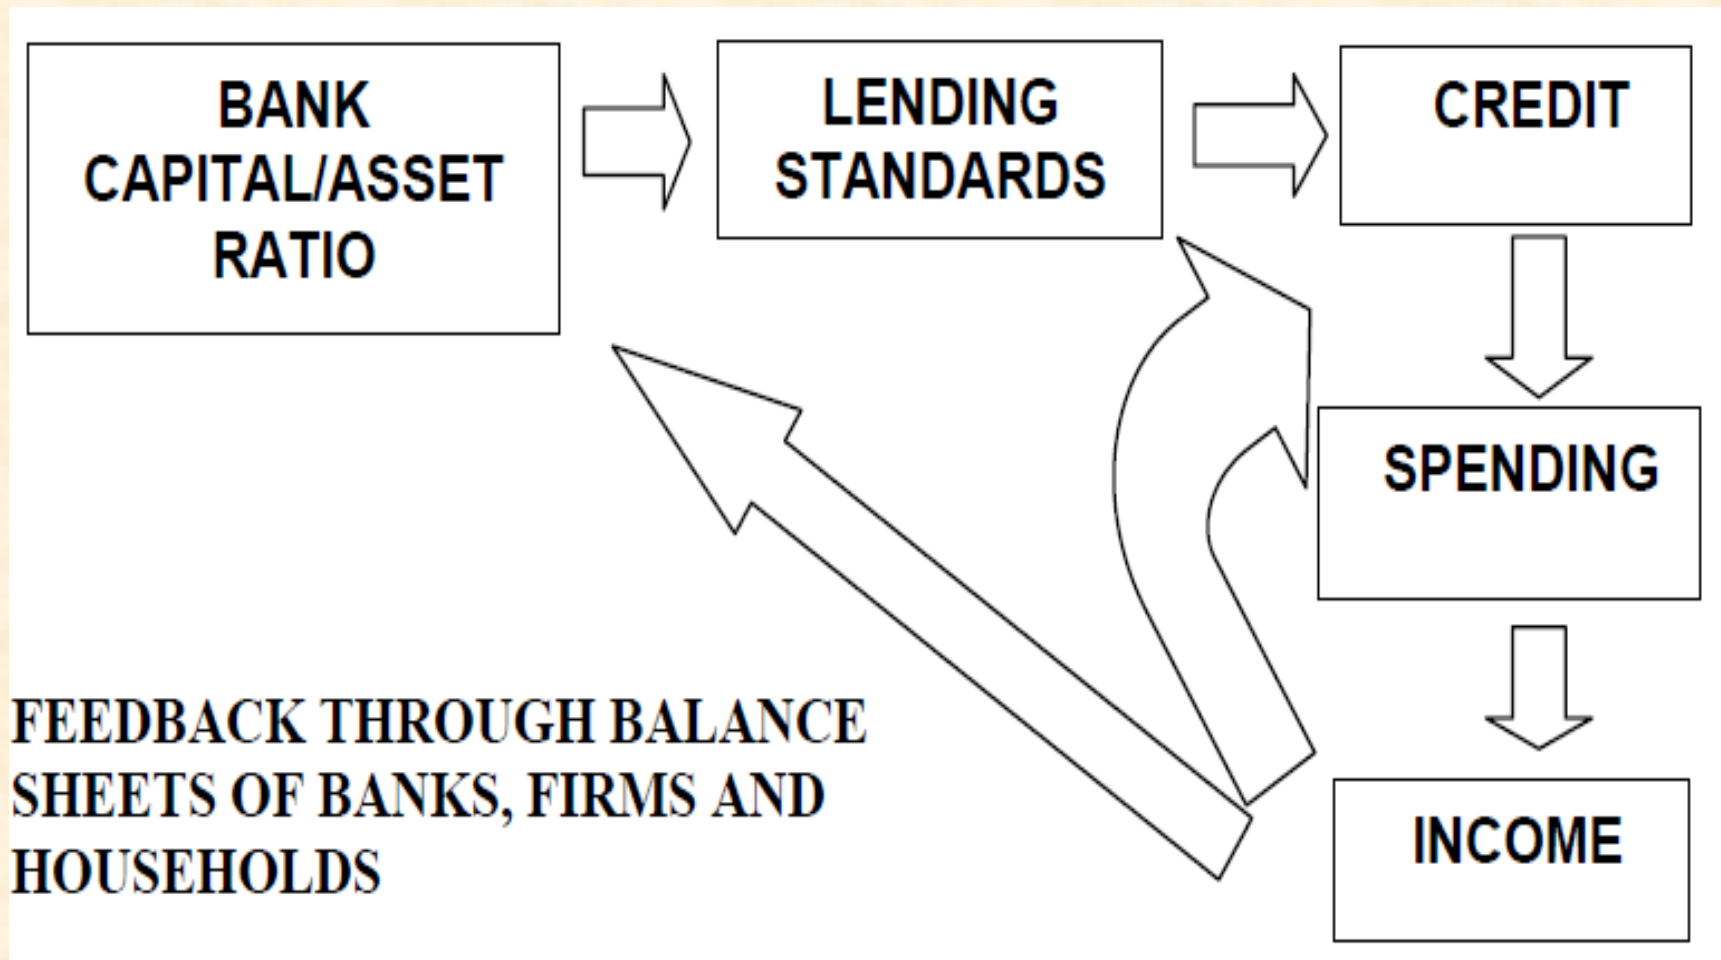 BANK
CAPITAL/ASSET
RATIO
LENDING
STANDARDS
CREDIT
SPENDING
FEEDBACK THROUGH BALANCE
SHEETS OF BANKS, FIRMS AND
HOUSEHOLDS
INCOME